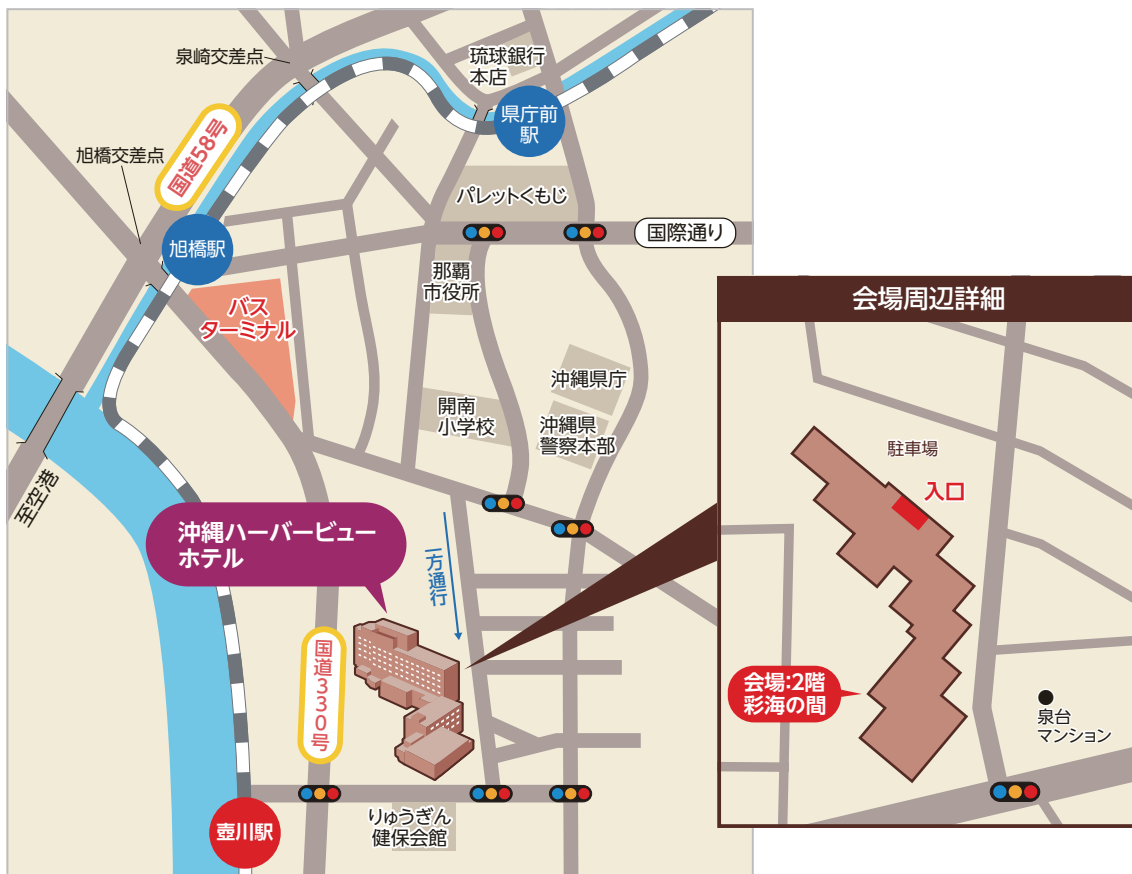 泉崎交差点
琉球銀行
本店
県庁前
駅
国道58号
旭橋交差点
パレットくもじ
旭橋駅
国際通り
那覇
市役所
バス
ターミナル
沖縄県庁
開南
小学校
沖縄県
警察本部
至空港
沖縄ハーバービュー
ホテル
一方通行
国道330号
りゅうぎん
健保会館
壺川駅
会場周辺詳細
駐車場
入口
会場:2階
彩海の間
泉台
マンション